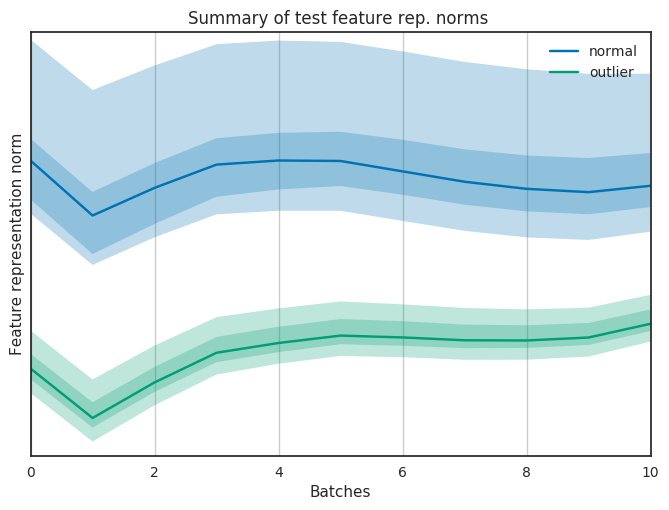 Summary of test feature rep. norms
normal
outlier
Feature representation norm
0 2 4 6 8 10
Batches